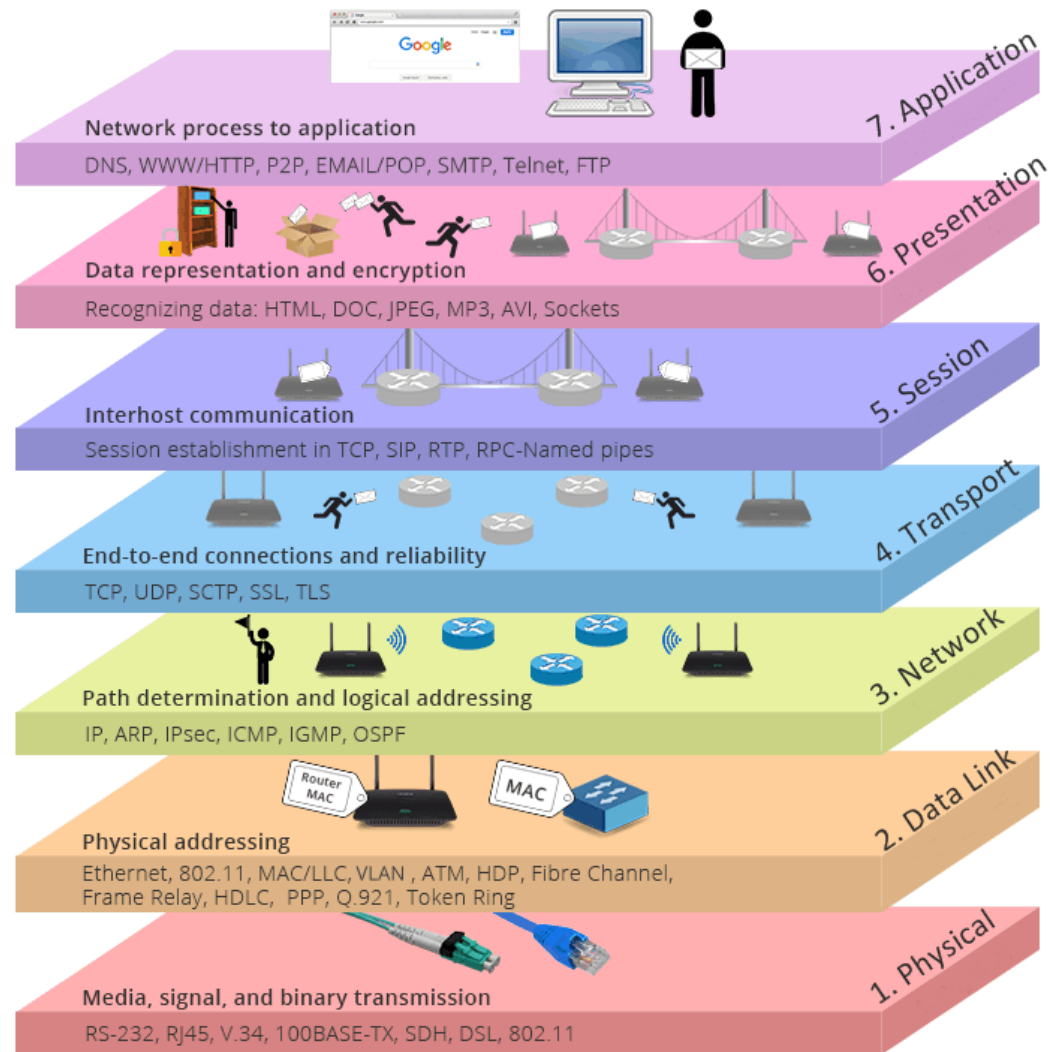 Google
Network process to application
7. Application
DNS, WWW/HTTP, P2P, EMAIL/POP, SMTP, Telnet, FTP
Data representation and encryption
6. Presentation
Recognizing data: HTML, DOC, JPEG, MP3, AVI, Sockets
Interhost communication
5. Session
Session establishment in TCP, SIP, RTP, RPC-Named pipes
End-to-end connections and reliability
4. Transport
TCP, UDP, SCTP, SSL, TLS
Path determination and logical addressing
3. Network
IP, ARP, IPsec, ICMP, IGMP, OSPF
Router
MAC
MAC
Physical addressing
2. Data Link
Ethernet, 802.11, MAC/LLC, VLAN , ATM, HDP, Fibre Channel,
Frame Relay, HDLC, PPP, Q.921, Token Ring
Media, signal, and binary transmission
1. Physical
RS-232, RJ45, V.34, 100BASE-TX, SDH, DSL, 802.11